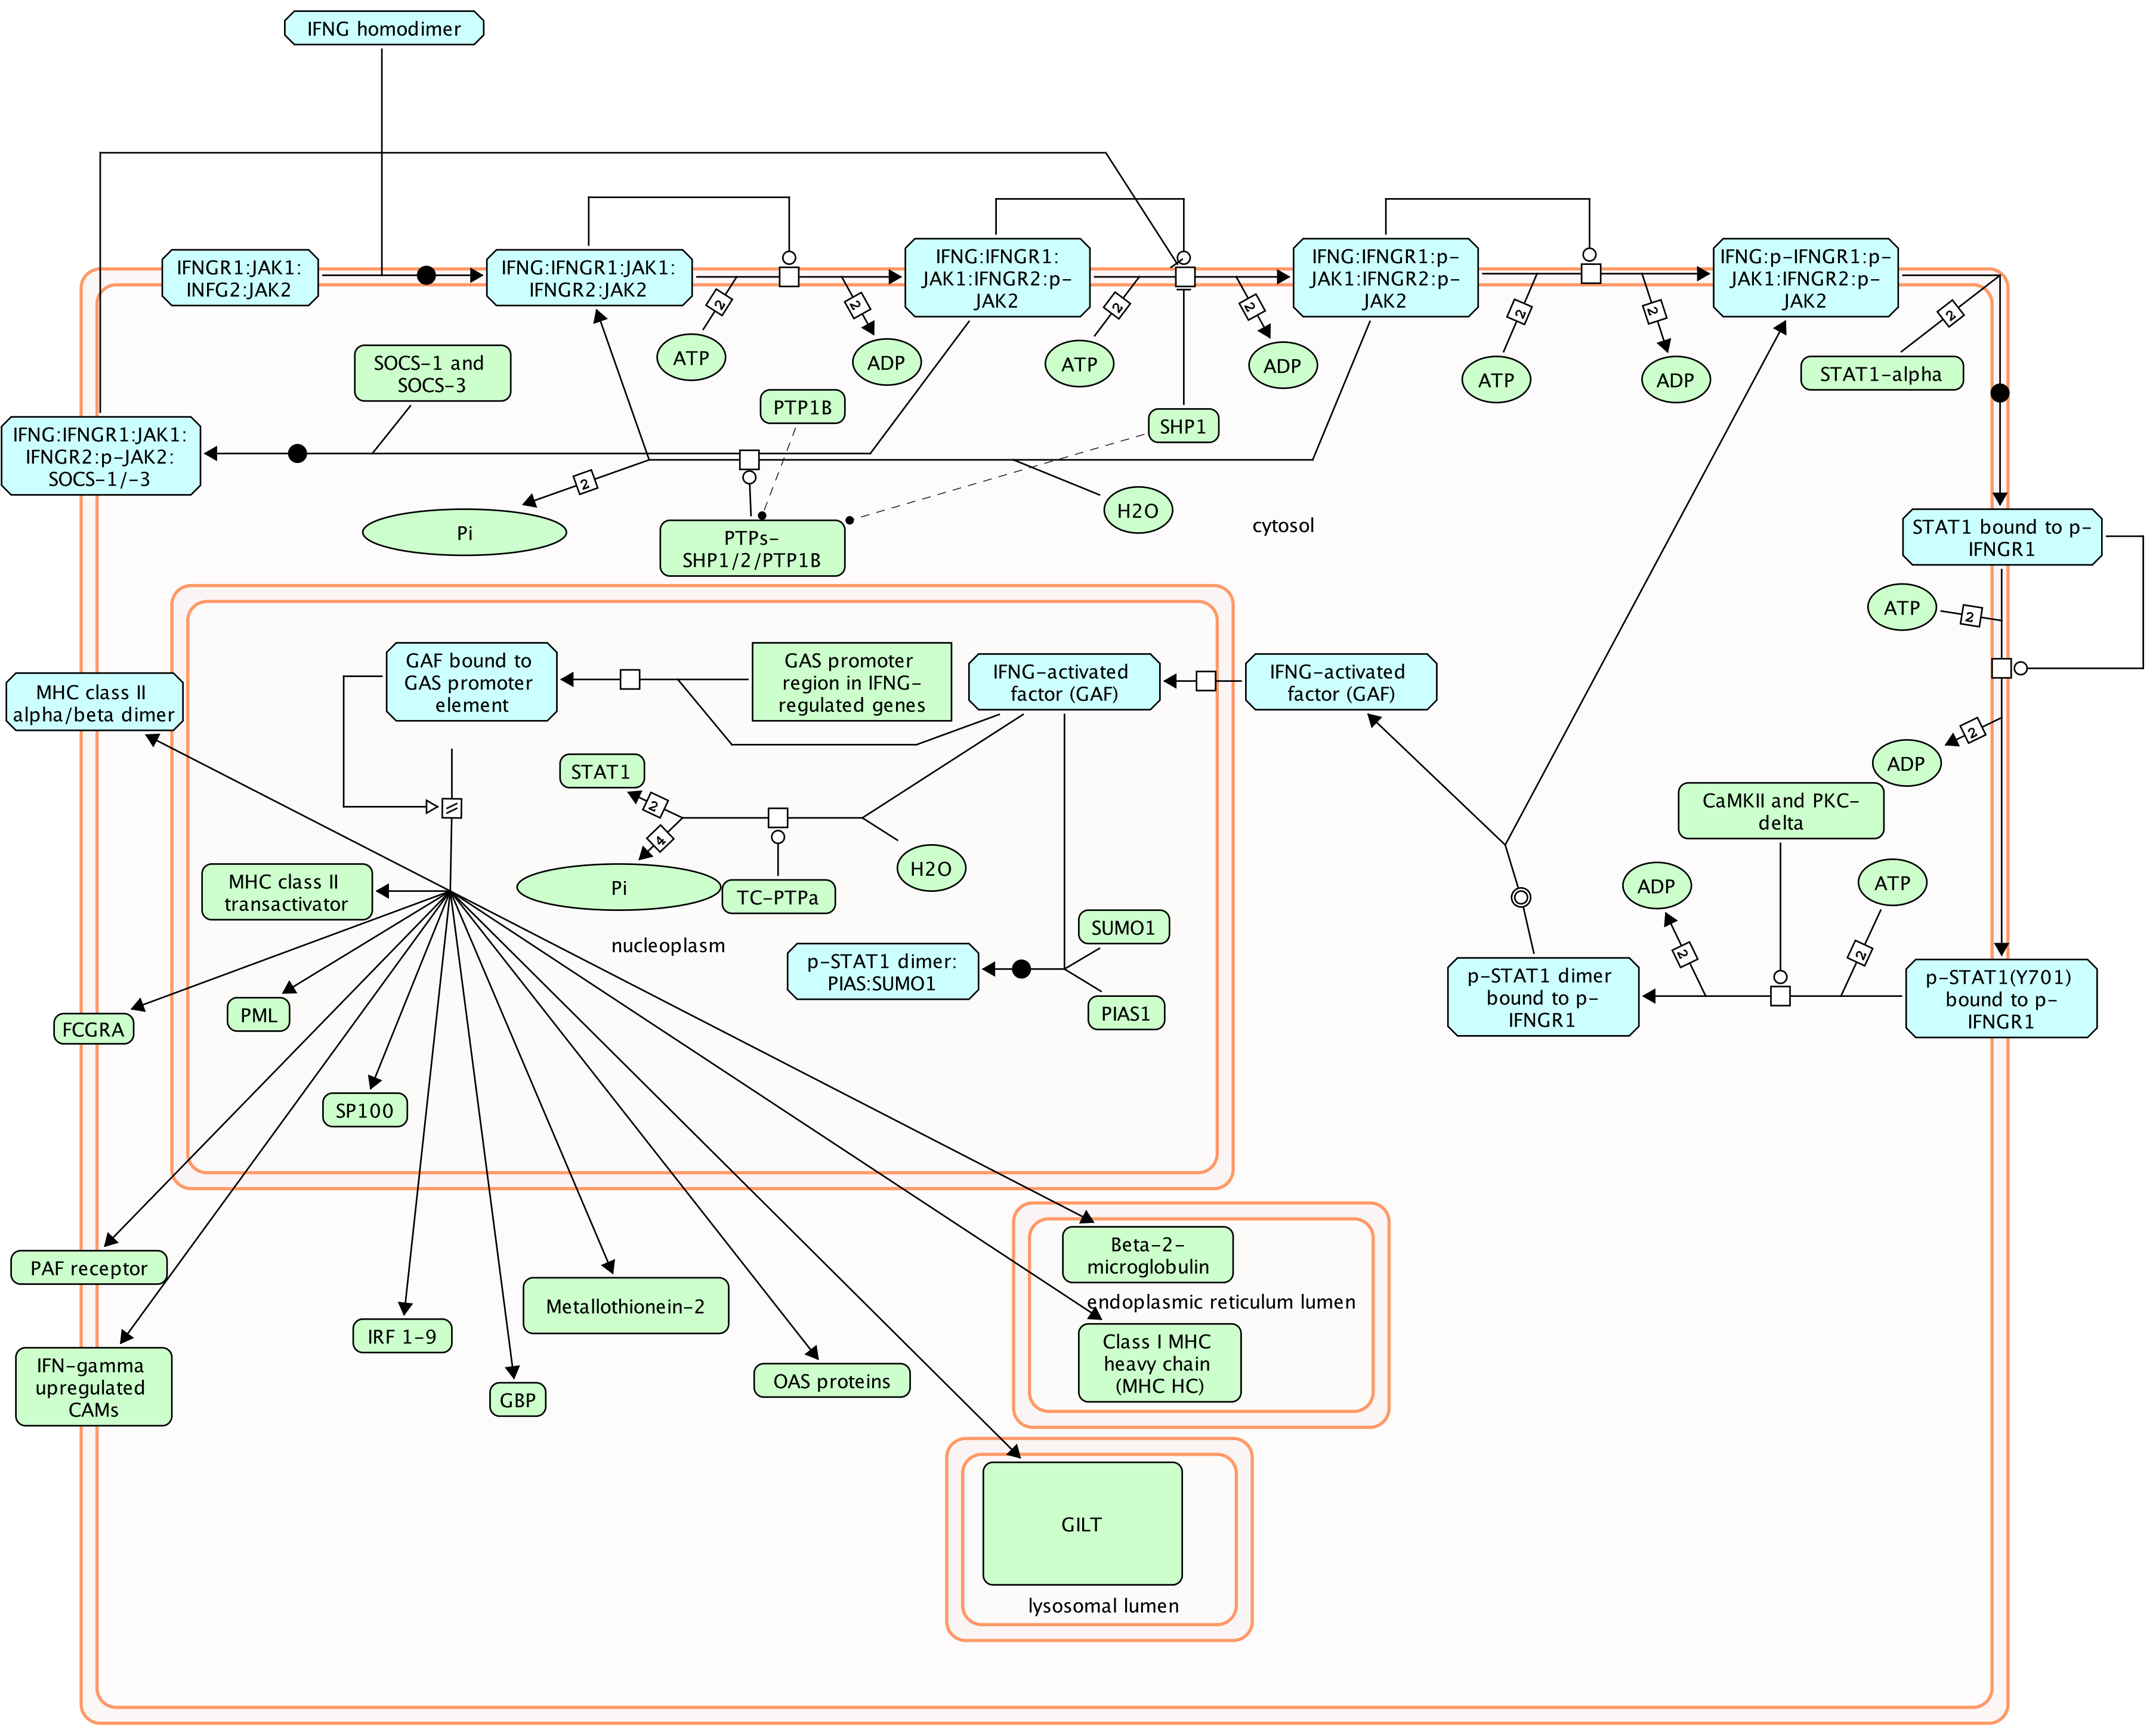 IFNG homodimer
IFNGR1:JAK1:
INFG2:JAK2
IFNG:IFNGR1:JAK1:
IFNGR2:JAK2
IFNG:IFNGR1:
JAK1:IFNGR2:p-
JAK2
IFNG:IFNGR1:p-
JAK1:IFNGR2:p-
JAK2
IFNG:p-IFNGR1:p-
JAK1:IFNGR2:p-
JAK2
2
2
2
2
2
2
2
ATP
ADP
ATP
ADP
ATP
ADP
STAT1-alpha
SOCS-1 and
SOCS-3
PTP1B
SHP1
IFNG:IFNGR1:JAK1:
IFNGR2:p-JAK2:
SOCS-1/-3
2
Pi
PTPs-
SHP1/2/PTP1B
H2O
cytosol
STAT1 bound to p-
IFNGR1
ATP
2
MHC class II
alpha/beta dimer
GAF bound to
GAS promoter
element
GAS promoter
region in IFNG-
regulated genes
IFNG-activated
factor (GAF)
IFNG-activated
factor (GAF)
2
ADP
STAT1
2
4
Pi
TC-PTPa
H2O
CaMKII and PKC-
delta
ADP
ATP
2
2
MHC class II
transactivator
nucleoplasm
SUMO1
p-STAT1 dimer:
PIAS:SUMO1
PIAS1
p-STAT1 dimer
bound to p-
IFNGR1
p-STAT1(Y701)
bound to p-
IFNGR1
FCGRA
PML
SP100
PAF receptor
Beta-2-
microglobulin
Metallothionein-2
endoplasmic reticulum lumen
IRF 1-9
Class I MHC
heavy chain
(MHC HC)
IFN-gamma
upregulated
CAMs
GBP
OAS proteins
GILT
lysosomal lumen